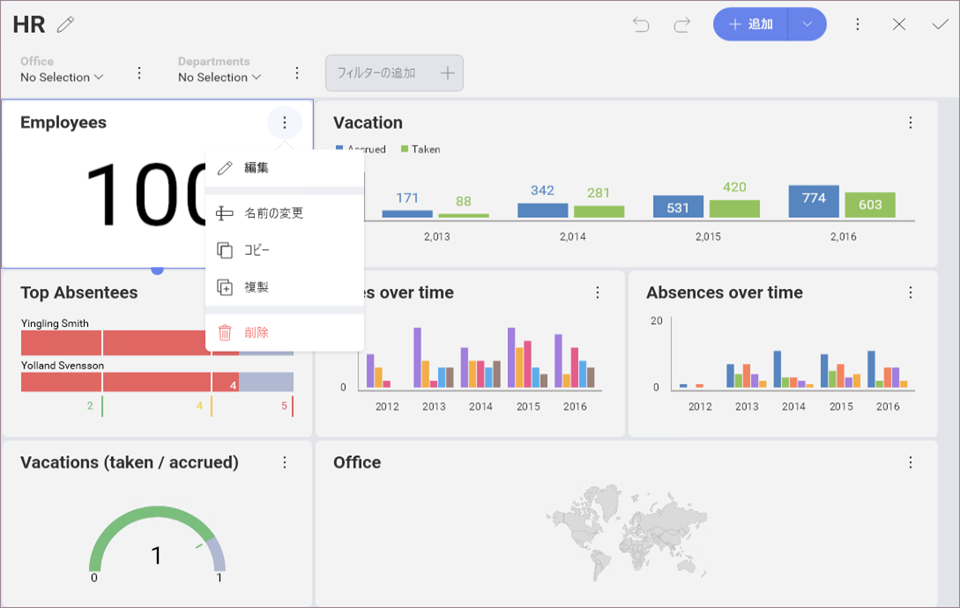 HR
追加
Office
No Selection
Departments
No Selection
フィルターの追加
Employees
100
編集
名前の変更
コピー
複製
削除
Vacation
Accrued
Taken
171
88
342
281
531
420
774
603
2,013
2,014
2,015
2,016
Top Absentees
Yingling Smith
Yolland Svensson
4
2
4
5
es over time
0
2012
2013
2014
2015
2016
Absences over time
20
0
2012
2013
2014
2015
2016
Vacations (taken / accrued)
1
0
1
Office